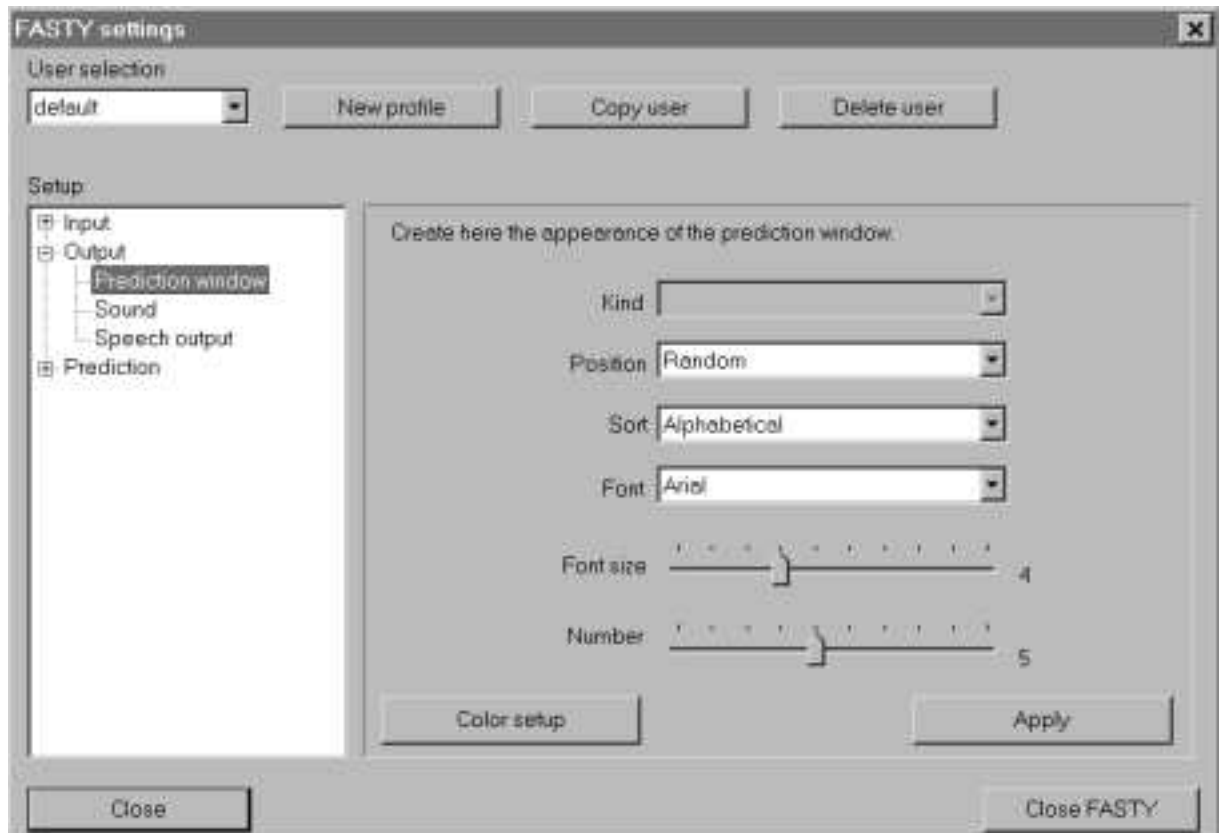 FASTY settings
User selection
default
New profile
Copy user
Delete user
Setup
Input
Output
Prediction window
Sound
Speech output
Prediction
Create here the appearance of the prediction window.
Kind
Position Random
Sort Alphabetical
Font Arial
Font size 4
Number 5
Color setup
Apply
Close
Close FASTY